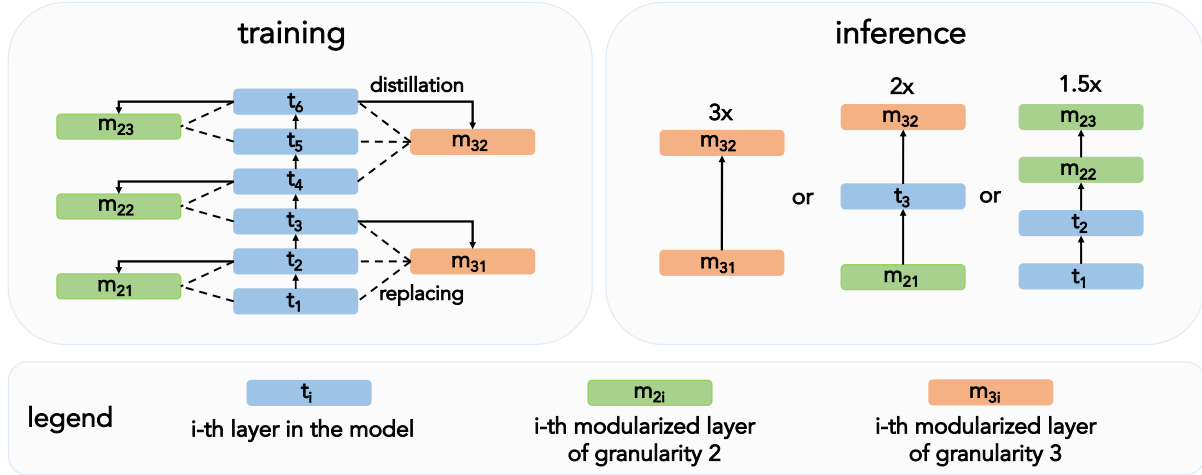 training
distillation
t6
m23
t5
m32
t4
m22
t3
t2
m31
m21
replacing
t1
inference
3x
m32
m31
or
2x
m32
t3
m21
or
1.5x
m23
m22
t2
t1
legend
ti
i-th layer in the model
m2i
i-th modularized layer
of granularity 2
m3i
i-th modularized layer
of granularity 3